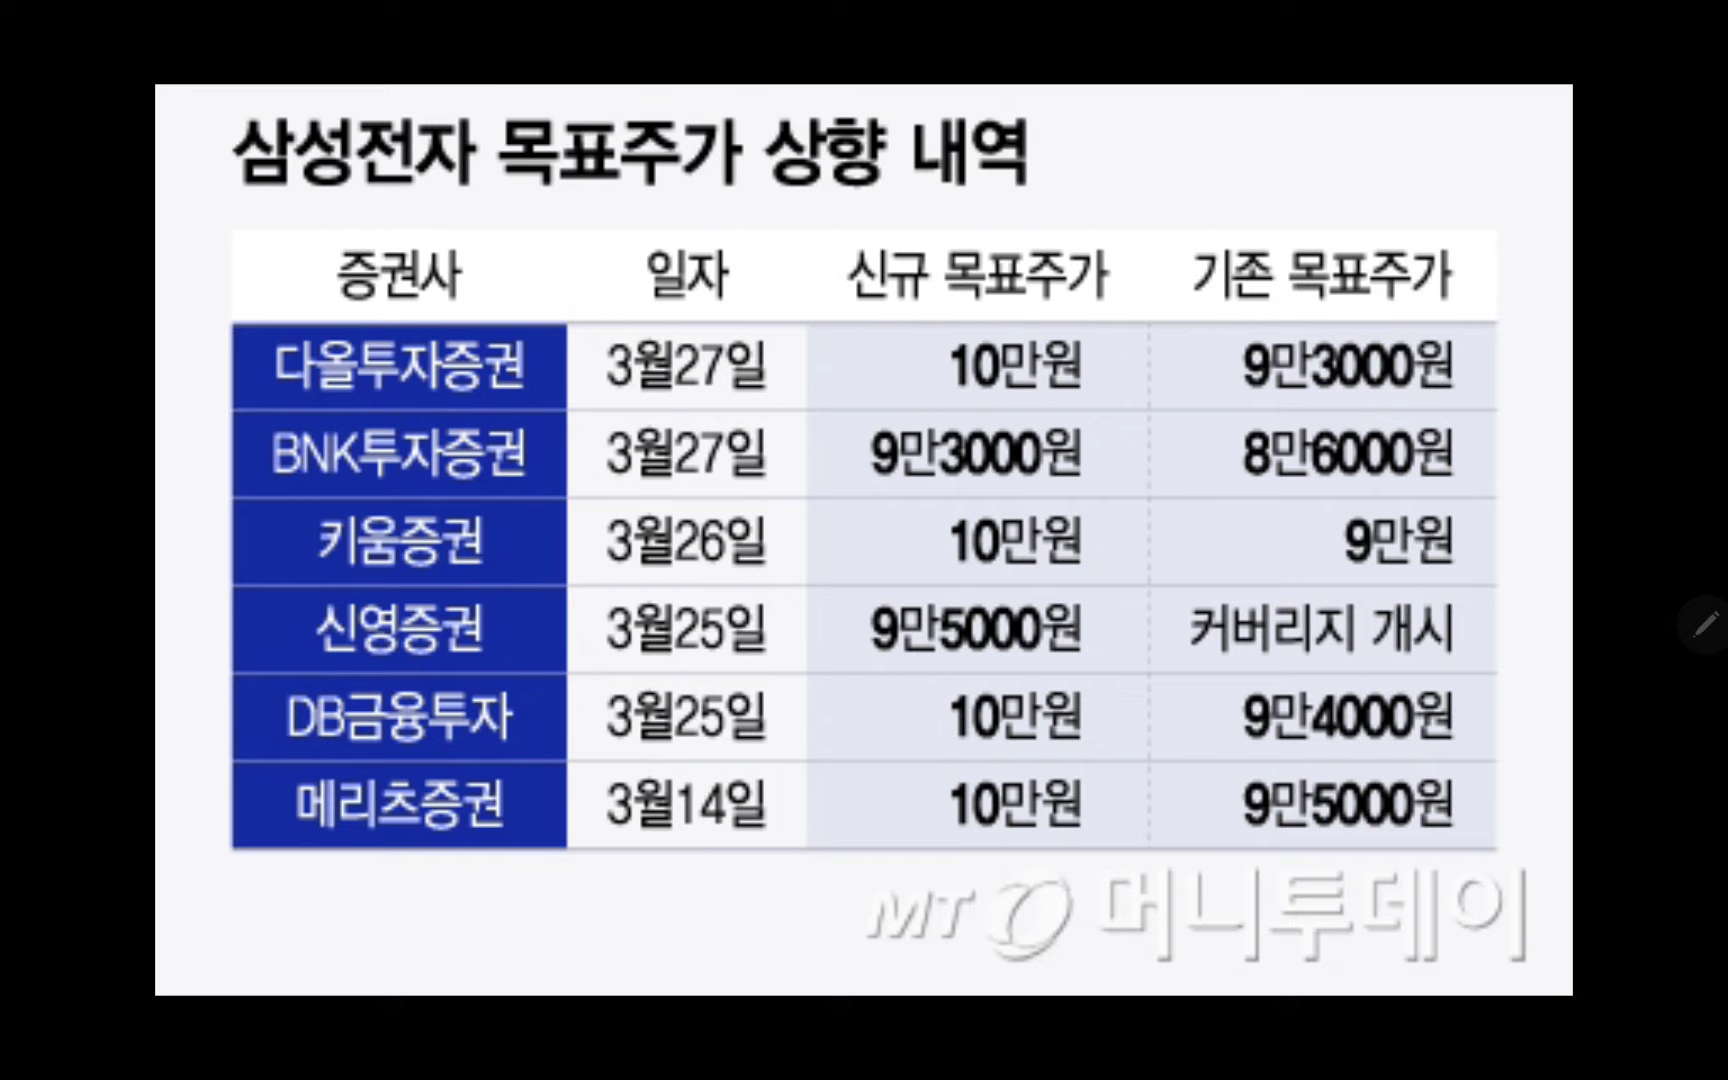 삼성전자 목표주가 상향 내역
증권사 일자 신규 목표주가 기존 목표주가
다올투자증권 3월27일 10만원 9만3000원
BNK투자증권 3월27일 9만3000원 8만6000원
키움증권 3월26일 10만원 9만원
신영증권 3월25일 9만5000원 커버리지 개시
DB금융투자 3월25일 10만원 9만4000원
메리츠증권 3월14일 10만원 9만5000원
MT 머니투데이